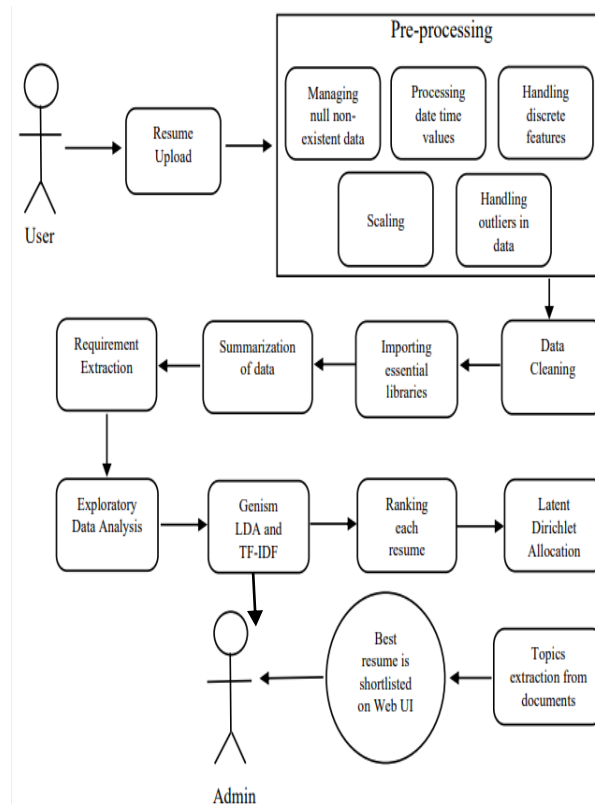 Pre-processing
Managing
null non-
existent data
Processing
date time
values
Handling
discrete
features
Resume
Upload
Scaling
Handling
outliers in
data
User
Requirement
Extraction
Summarization
of data
Importing
essential
libraries
Data
Cleaning
Exploratory
Data Analysis
Genism
LDA and
TF-IDF
Ranking
each
resume
Latent
Dirichlet
Allocation
Best
resume is
shortlisted
on Web UI
Topics
extraction from
documents
Admin